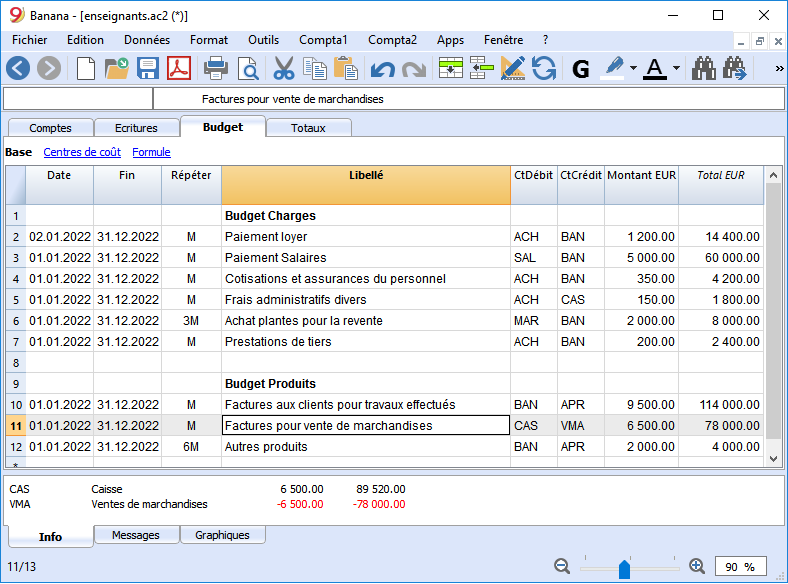 Banana - [enseignants.ac2 (*)]
Fichier Edition Données Format Outils Compta1 Compta2 Apps Fenêtre ?
G A »
Factures pour vente de marchandises
Comptes Ecritures Budget Totaux
Base Centres de coût Formule
Date Fin Répéter Libellé CtDébit CtCrédit Montant EUR Total EUR
1 Budget Charges
2 02.01.2022 31.12.2022 M Paiement loyer ACH BAN 1 200.00 14 400.00
3 01.01.2022 31.12.2022 M Paiement Salaires SAL BAN 5 000.00 60 000.00
4 01.01.2022 31.12.2022 M Cotisations et assurances du personnel ACH BAN 350.00 4 200.00
5 01.01.2022 31.12.2022 M Frais administratifs divers ACH CAS 150.00 1 800.00
6 01.01.2022 31.12.2022 3M Achat plantes pour la revente MAR BAN 2 000.00 8 000.00
7 01.01.2022 31.12.2022 M Prestations de tiers ACH BAN 200.00 2 400.00
8
9 Budget Produits
10 01.01.2022 31.12.2022 M Factures aux clients pour travaux effectués BAN APR 9 500.00 114 000.00
11 01.01.2022 31.12.2022 M Factures pour vente de marchandises CAS VMA 6 500.00 78 000.00
12 01.01.2022 31.12.2022 6M Autres produits BAN APR 2 000.00 4 000.00
*
CAS Caisse 6 500.00 89 520.00
VMA Ventes de marchandises -6 500.00 -78 000.00
Info Messages Graphiques
11/13 90 %